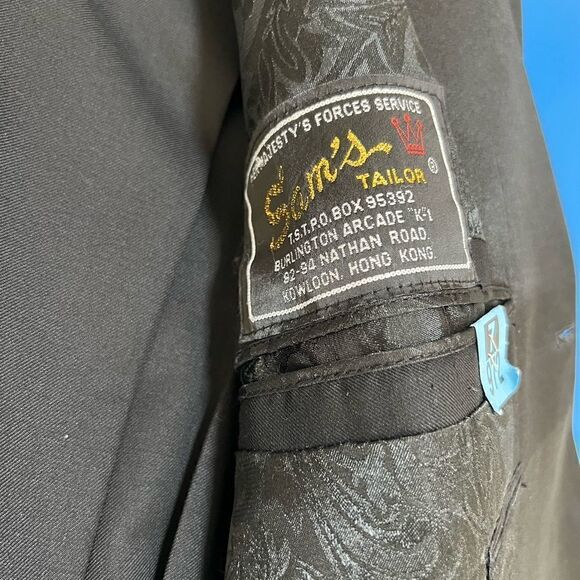 MAJESTY'S FORCES SERVICE
Sam's
TAILOR ®
T.S.T.P.O.BOX 95392
BURLINGTON ARCADE "K-1
92-94 NATHAN ROAD.
KOWLOON, HONG KONG.